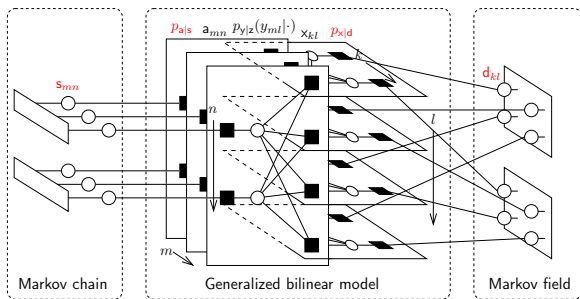 p_{a|s} a_{mn} p_{y|z}(y_{ml}|·) x_{kl} p_{x|d}
s_{mn}
k
d_{kl}
n
l
m
Markov chain
Generalized bilinear model
Markov field